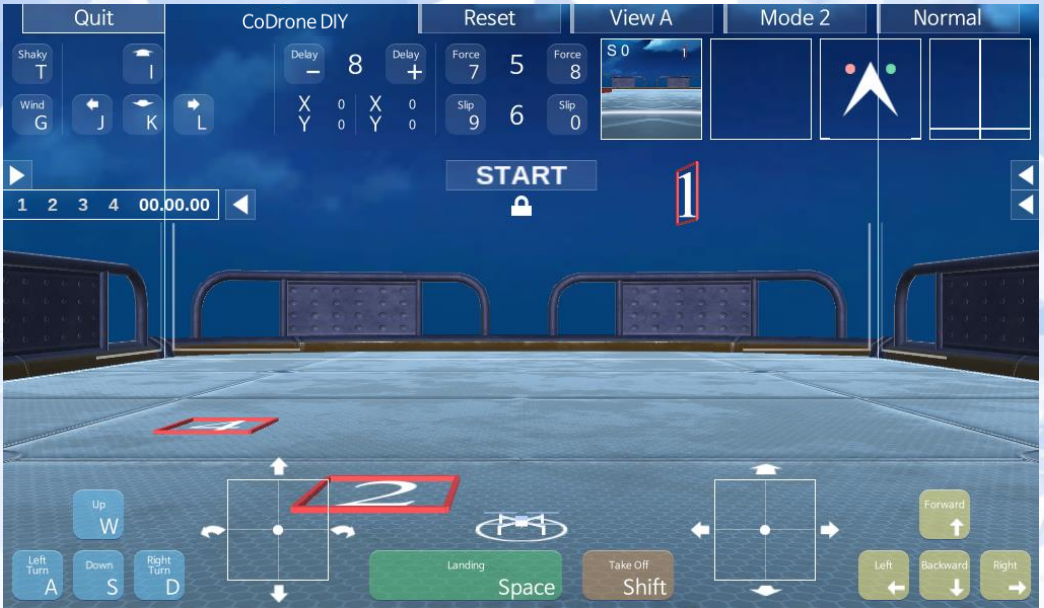 Quit
CoDrone DIY
Reset
View A
Mode 2
Normal
Shaky
T
I
Delay
-
8
Delay
+
Force
7
5
Force
8
S 0
1
Wind
G
J
K
L
X 0 X 0
Y 0 Y 0
Slip
9
6
Slip
0
START
1
1 2 3 4 00.00.00
4
2
Up
W
Left
Turn
A
Down
S
Right
Turn
D
Landing
Space
Take Off
Shift
Forward
Left
Backward
Right